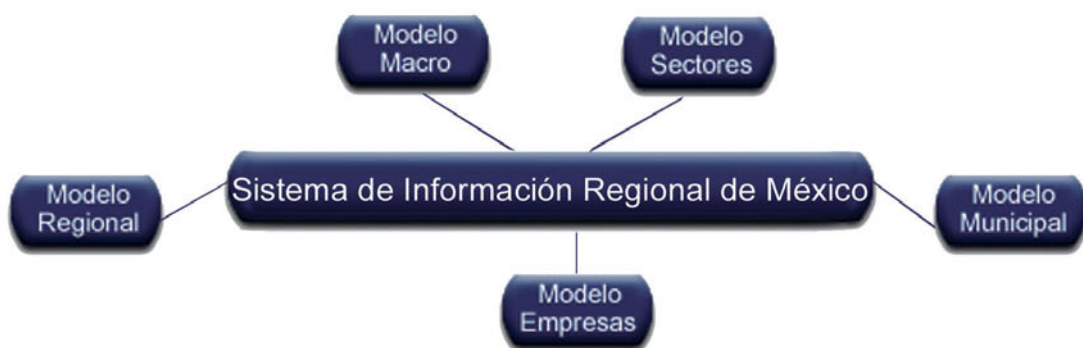 Modelo
Macro
Modelo
Sectores
Modelo
Regional
Sistema de Información Regional de México
Modelo
Municipal
Modelo
Empresas